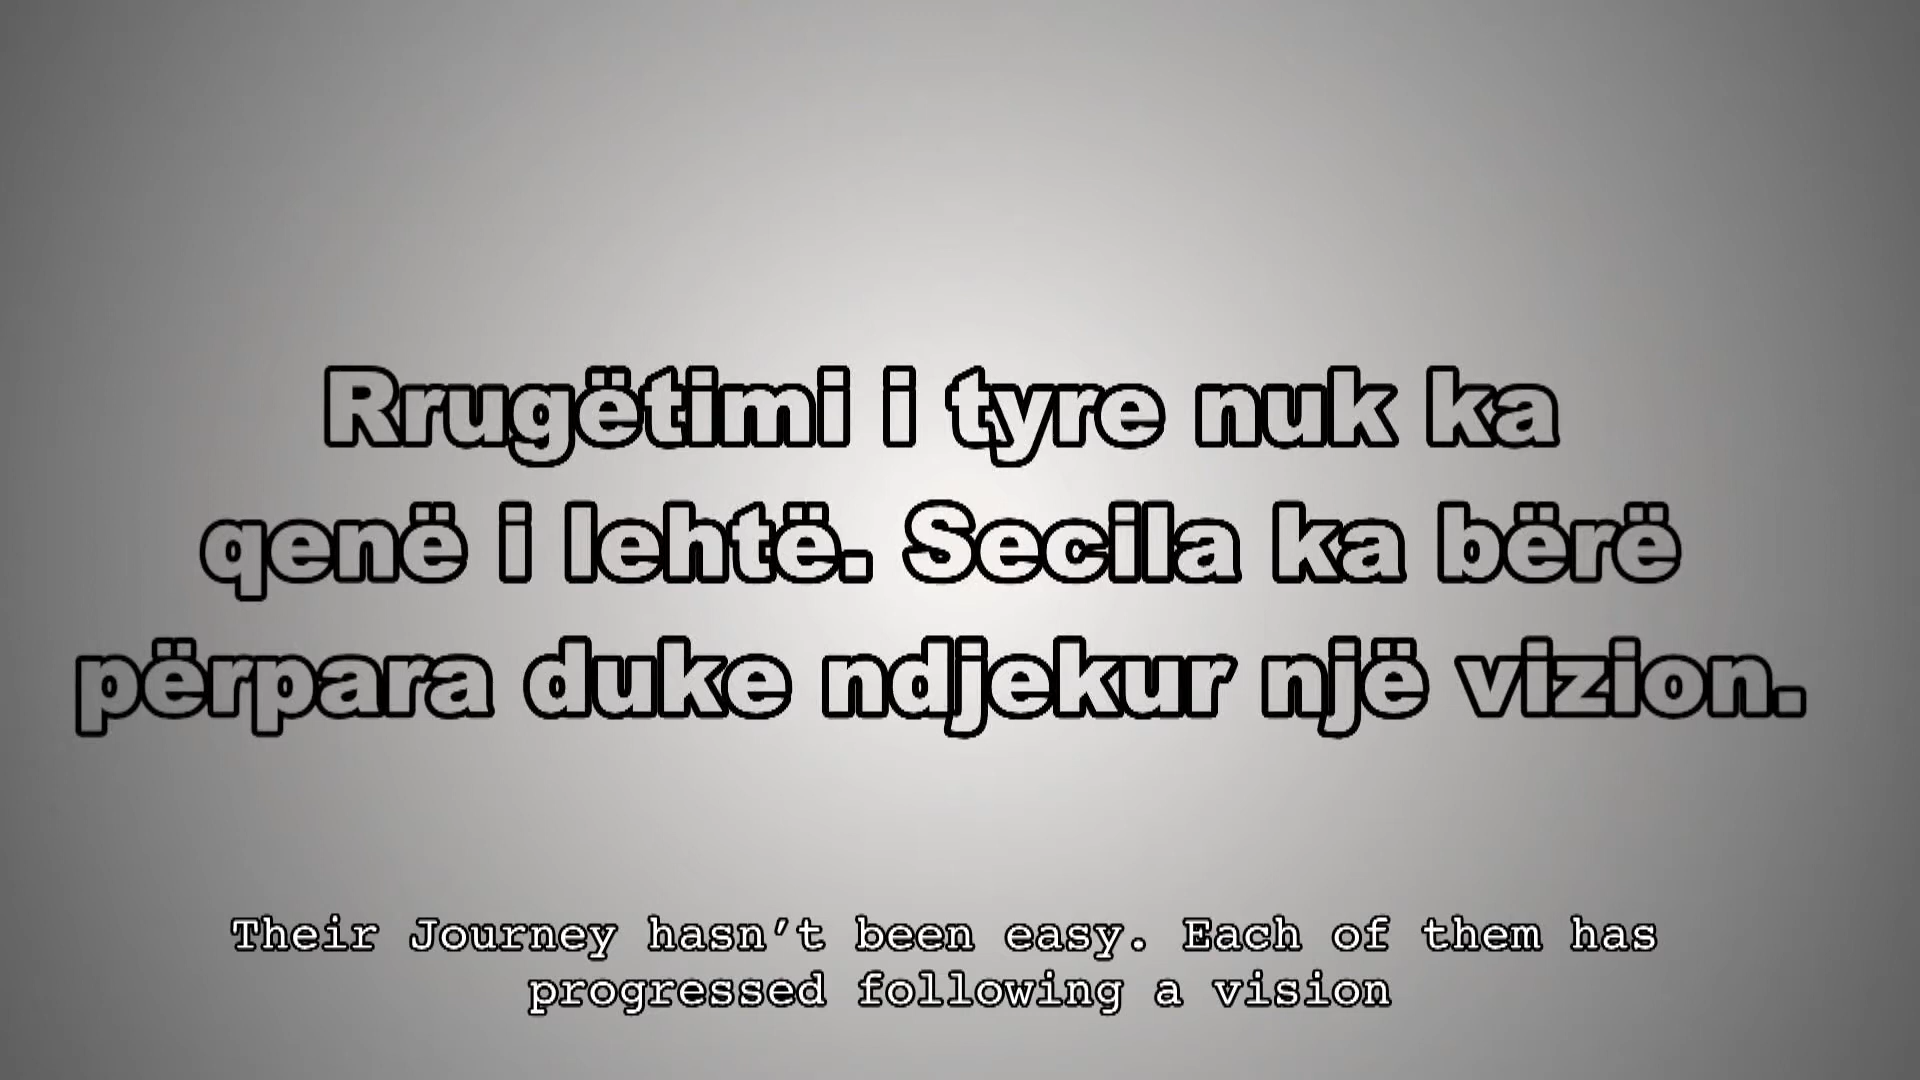 Rrugëtimi i tyre nuk ka
qenë i lehtë. Secila ka bërë
përpara duke ndjekur një vizion.
Their Journey hasn't been easy. Each of them has
progressed following a vision